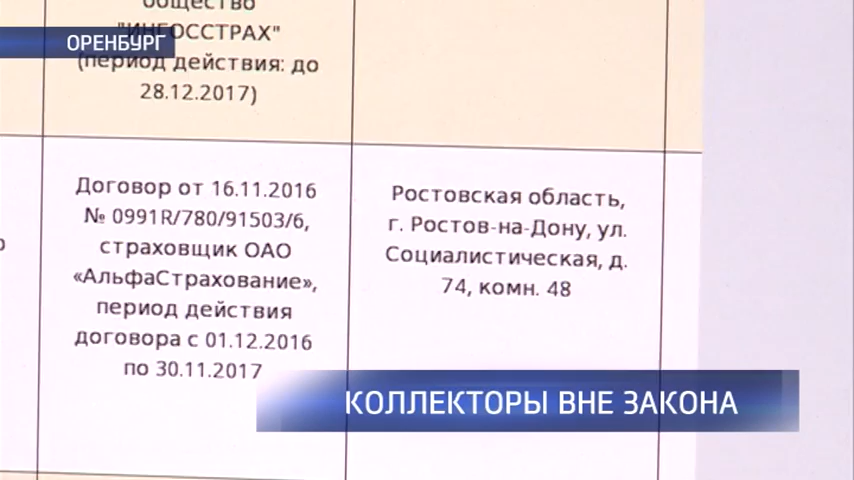 общество
"ИНГОССТРАХ"
(период действия: до
28.12.2017)
ОРЕНБУРГ
Договор от 16.11.2016
№ 0991R/780/91503/6,
страховщик ОАО
«АльфаСтрахование»,
период действия
договора с 01.12.2016
по 30.11.2017
Ростовская область,
г. Ростов-на-Дону, ул.
Социалистическая, д.
74, комн. 48
КОЛЛЕКТОРЫ ВНЕ ЗАКОНА